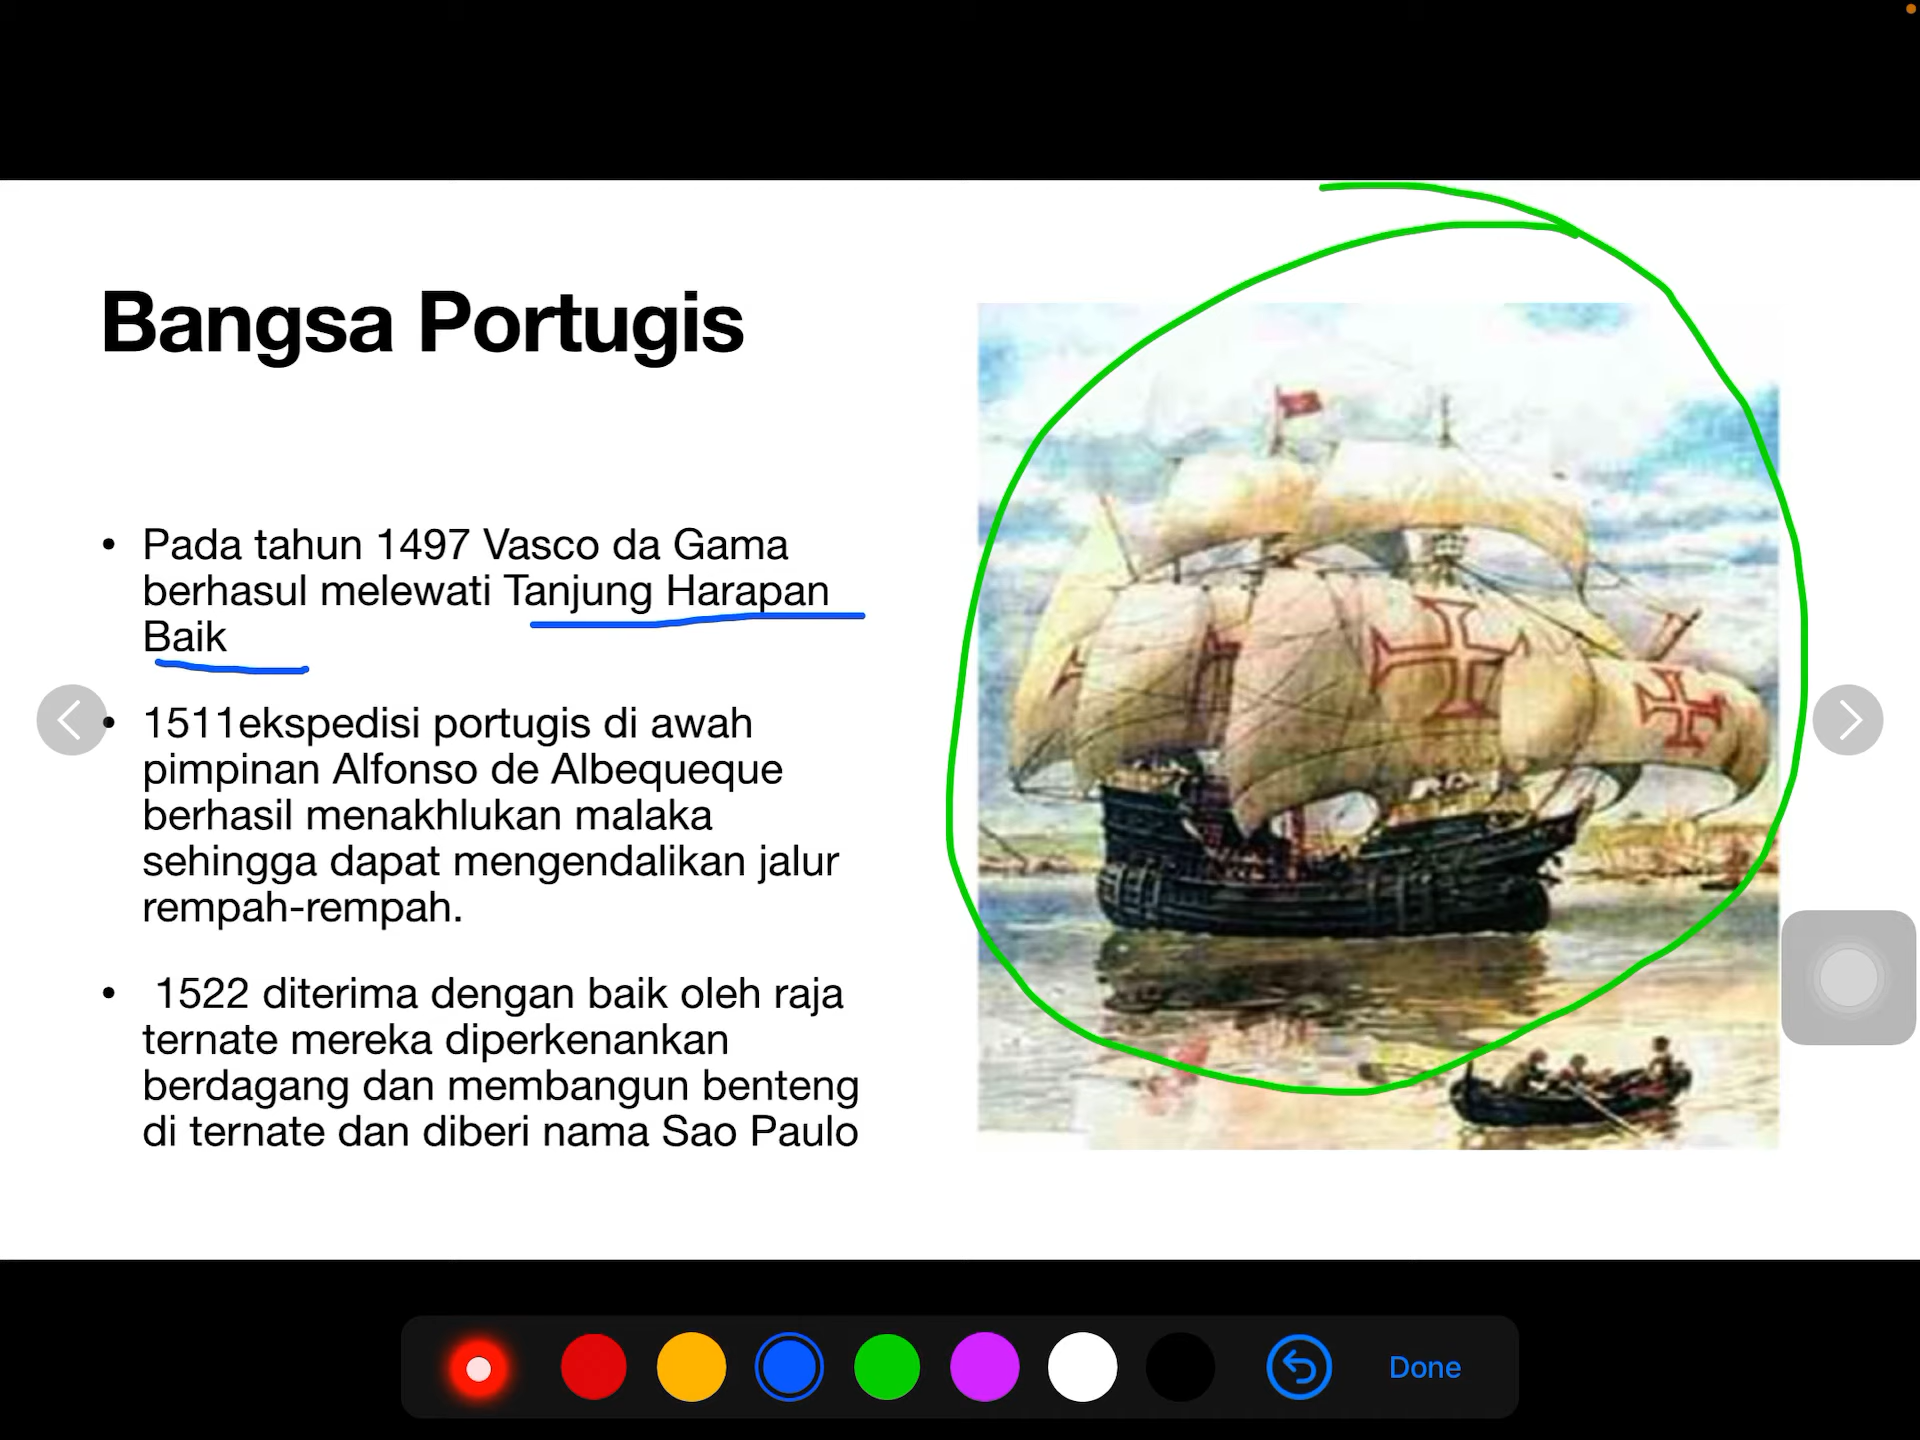 Bangsa Portugis
• Pada tahun 1497 Vasco da Gama
berhasul melewati Tanjung Harapan
Baik
• 1511ekspedisi portugis di awah
pimpinan Alfonso de Albequeque
berhasil menakhlukan malaka
sehingga dapat mengendalikan jalur
rempah-rempah.
• 1522 diterima dengan baik oleh raja
ternate mereka diperkenankan
berdagang dan membangun benteng
di ternate dan diberi nama Sao Paulo
Done